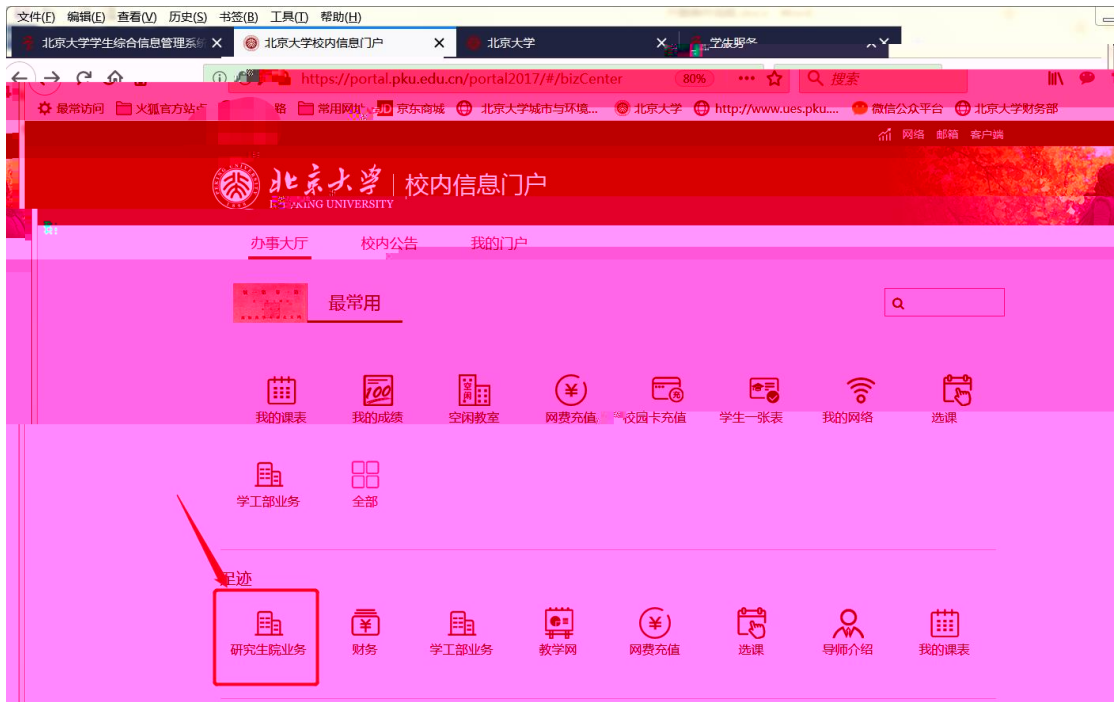 文件(F) 编辑(E) 查看(V) 历史(S) 书签(B) 工具(T) 帮助(H)
北京大学学生综合信息管理系统 北京大学校内信息门户 北京大学
https://portal.pku.edu.cn/portal2017/#/bizCenter 80% 搜索
最常访问 火狐官方站点 常用网址 京东商城 北京大学城市与环境... 北京大学 http://www.ues.pku.... 微信公众平台 北京大学财务部
网络 邮箱 客户端
北京大学 校内信息门户
PEKING UNIVERSITY
办事大厅 校内公告 我的门户
最常用
我的课表 我的成绩 空闲教室 网费充值 校园卡充值 学生一张表 我的网络 选课
学工部业务 全部
足迹
研究生院业务 财务 学工部业务 教学网 网费充值 选课 导师介绍 我的课表